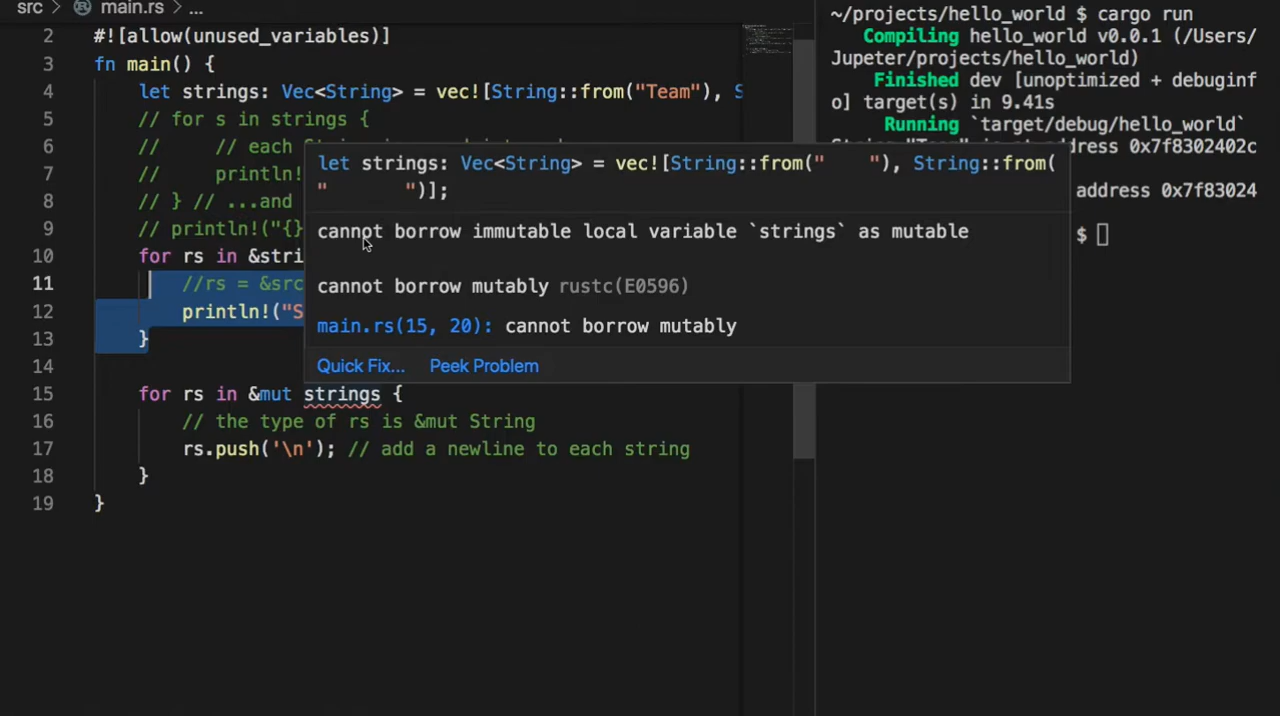 src > main.rs > ...
2 #![allow(unused_variables)]
3 fn main() {
4 let strings: Vec<String> = vec![String::from("Team"), S
5 // for s in strings {
6 // // each
7 // println!
8 // } // ...and
9 // println!("{}
10 for rs in &stri
11 //rs = &src
12 println!("S
13 }
14
15 for rs in &mut strings {
16 // the type of rs is &mut String
17 rs.push('\n'); // add a newline to each string
18 }
19 }
let strings: Vec<String> = vec![String::from(" "), String::from(
" ")];
cannot borrow immutable local variable `strings` as mutable
cannot borrow mutably rustc(E0596)
main.rs(15, 20): cannot borrow mutably
Quick Fix... Peek Problem
~/projects/hello_world $ cargo run
Compiling hello_world v0.0.1 (/Users/
Jupeter/projects/hello_world)
Finished dev [unoptimized + debuginf
o] target(s) in 9.41s
Running `target/debug/hello_world`
address 0x7f8302402c
address 0x7f83024
$